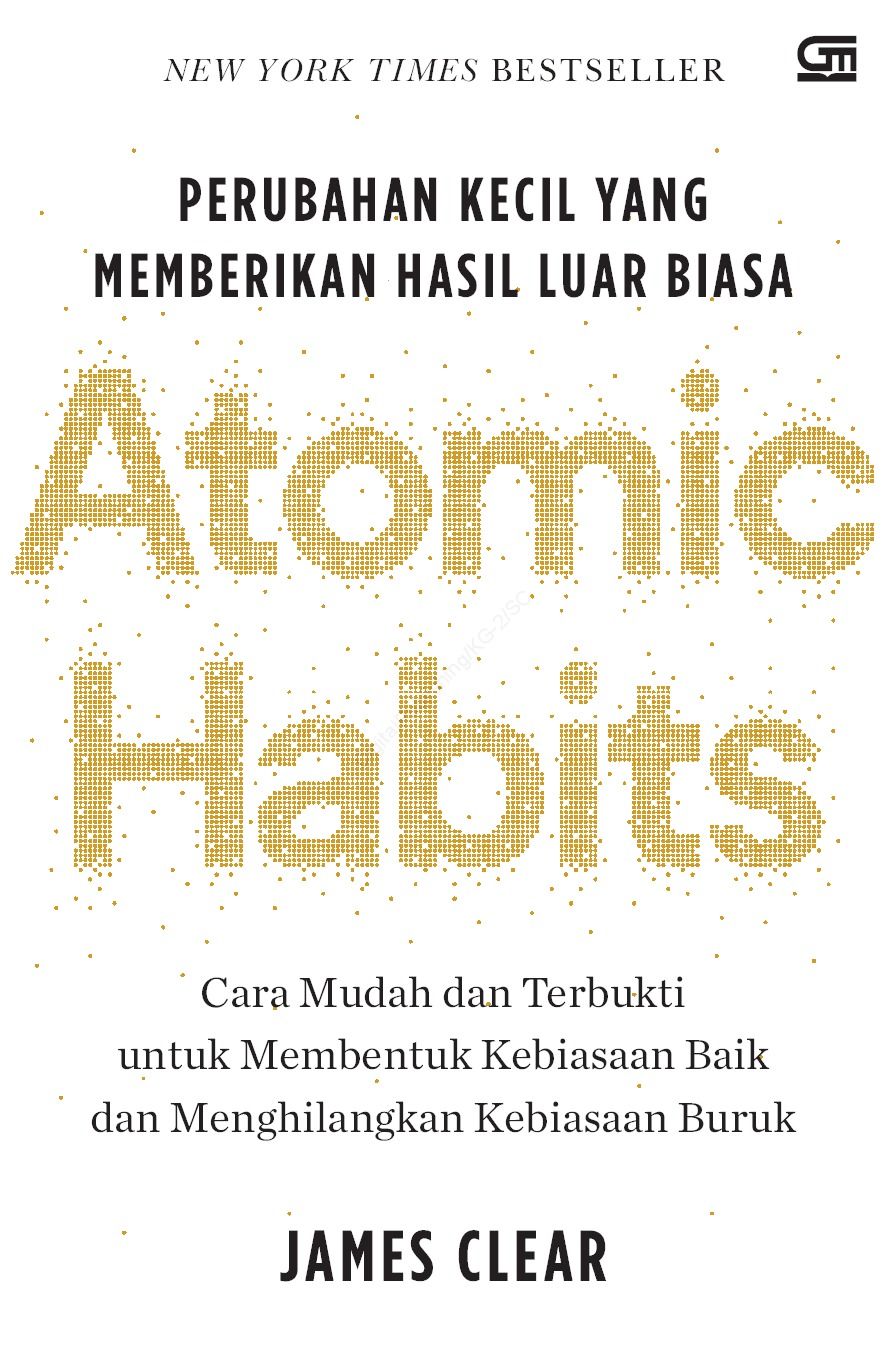 NEW YORK TIMES BESTSELLER
GM
PERUBAHAN KECIL YANG
MEMBERIKAN HASIL LUAR BIASA
Atomic
Habits
Cara Mudah dan Terbukti
untuk Membentuk Kebiasaan Baik
dan Menghilangkan Kebiasaan Buruk
JAMES CLEAR